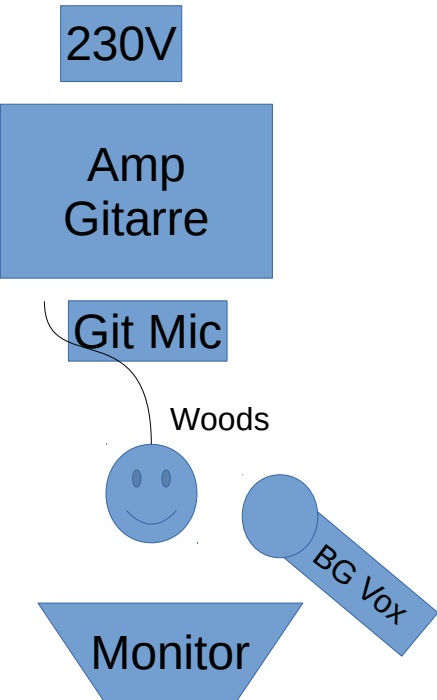 230V
Amp
Gitarre
Git Mic
Woods
BG Vox
Monitor